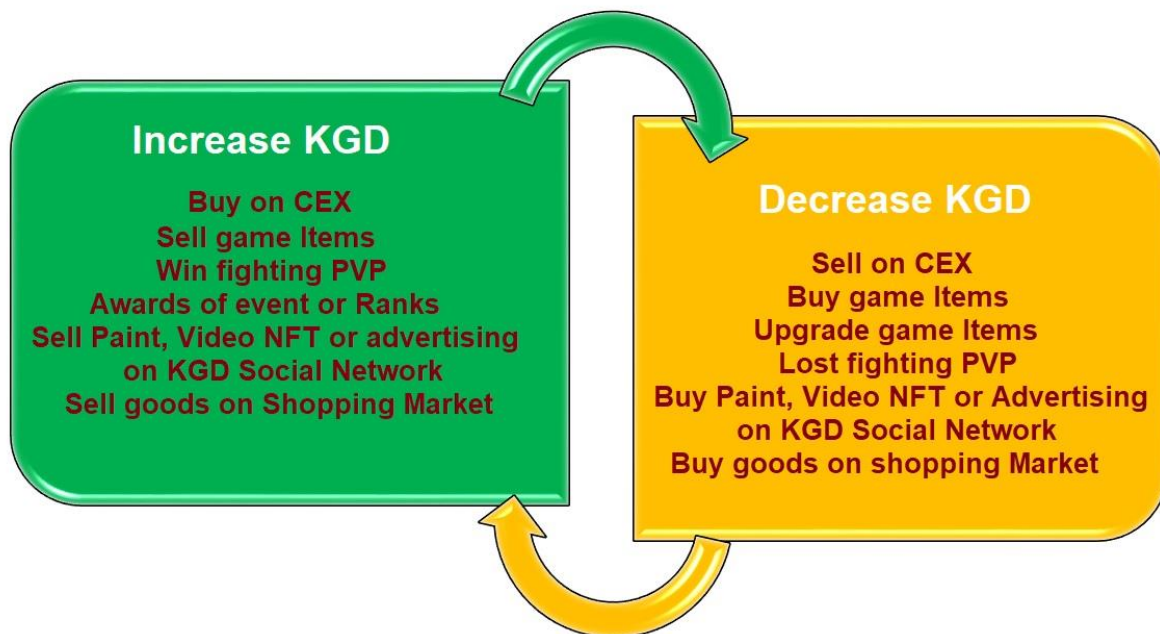 Increase KGD
Buy on CEX
Sell game Items
Win fighting PVP
Awards of event or Ranks
Sell Paint, Video NFT or advertising
on KGD Social Network
Sell goods on Shopping Market
Decrease KGD
Sell on CEX
Buy game Items
Upgrade game Items
Lost fighting PVP
Buy Paint, Video NFT or Advertising
on KGD Social Network
Buy goods on shopping Market